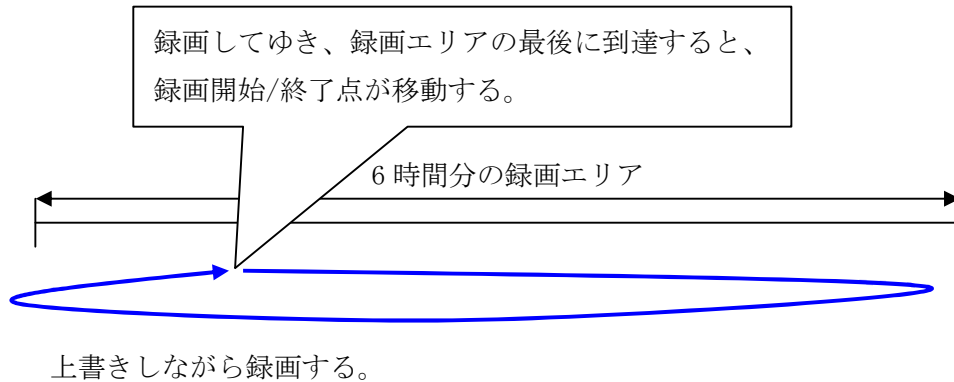 録画してゆき、録画エリアの最後に到達すると、
録画開始/終了点が移動する。
6 時間分の録画エリア
上書きしながら録画する。